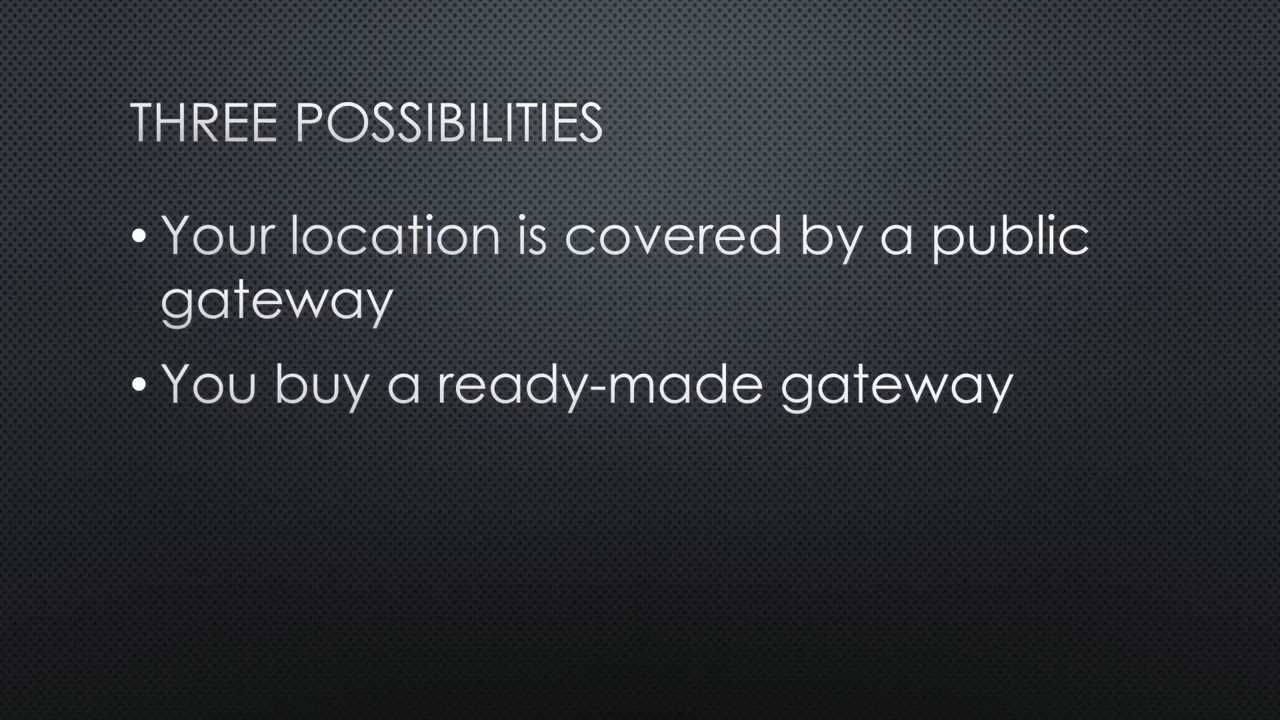 THREE POSSIBILITIES
• Your location is covered by a public
gateway
• You buy a ready-made gateway